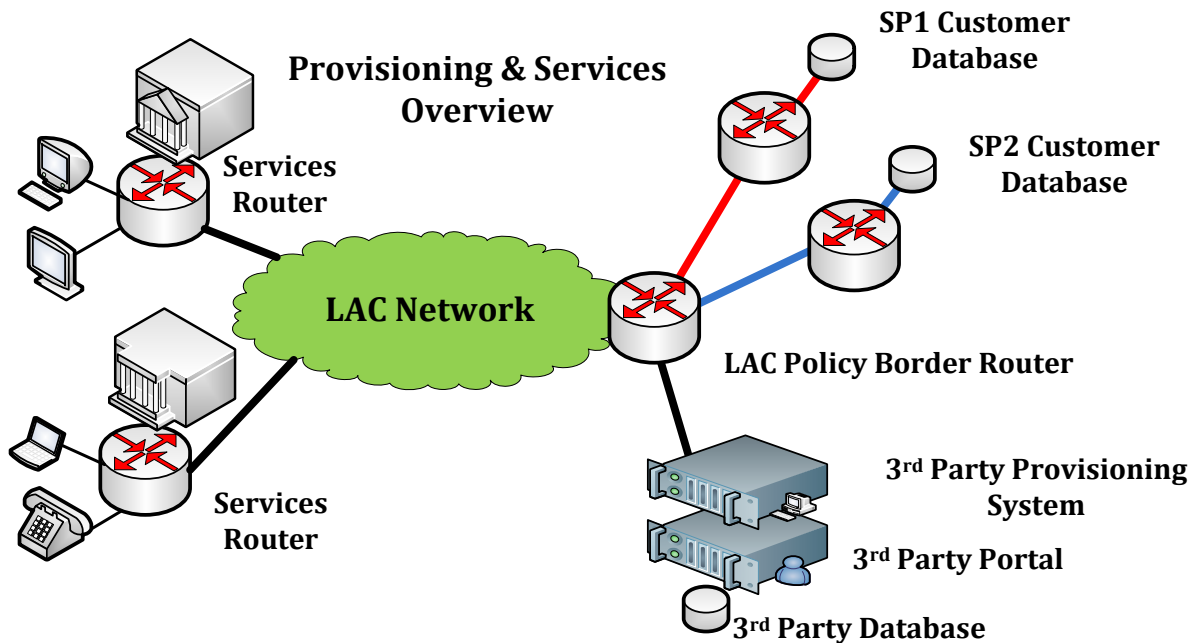 Provisioning & Services
Overview
SP1 Customer
Database
SP2 Customer
Database
Services
Router
LAC Network
LAC Policy Border Router
Services
Router
3rd Party Provisioning
System
3rd Party Portal
3rd Party Database